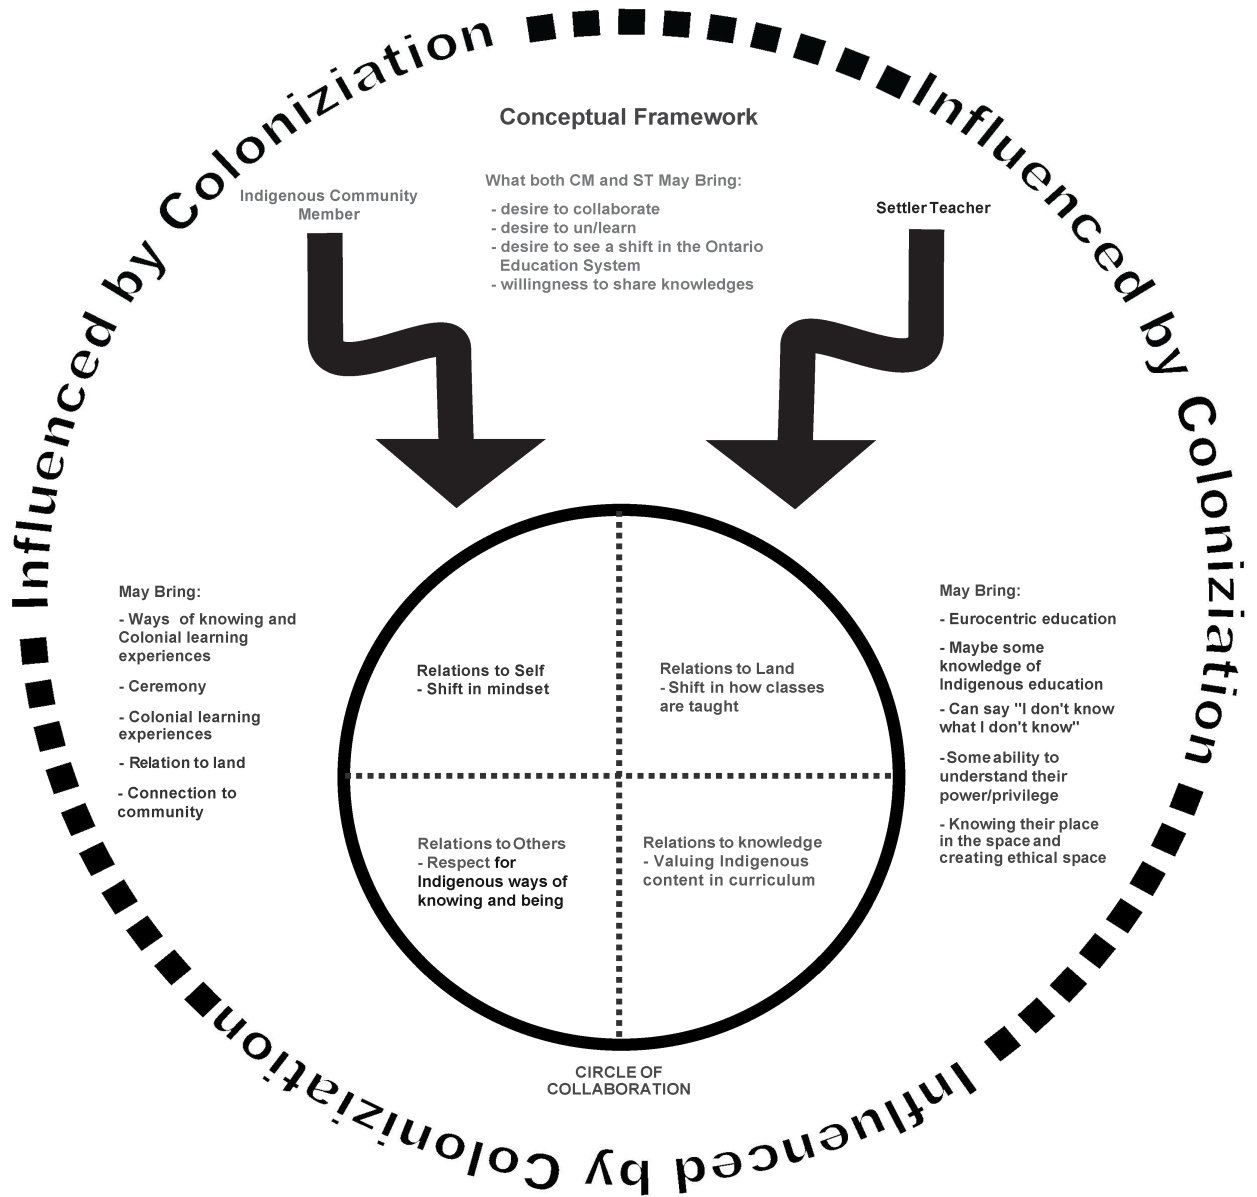 Influenced by Coloniziation
Influenced by Coloniziation
Conceptual Framework
Indigenous Community
Member
What both CM and ST May Bring:
- desire to collaborate
- desire to un/learn
- desire to see a shift in the Ontario
Education System
- willingness to share knowledges
Settler Teacher
May Bring:
- Ways of knowing and
Colonial learning
experiences
- Ceremony
- Colonial learning
experiences
- Relation to land
- Connection to
community
Relations to Self
- Shift in mindset
Relations to Land
- Shift in how classes
are taught
Relations to Others
- Respect for
Indigenous ways of
knowing and being
Relations to knowledge
- Valuing Indigenous
content in curriculum
May Bring:
- Eurocentric education
- Maybe some
knowledge of
Indigenous education
- Can say "I don't know
what I don't know"
- Some ability to
understand their
power/privilege
- Knowing their place
in the space and
creating ethical space
CIRCLE OF
COLLABORATION
Influenced by Coloniziation